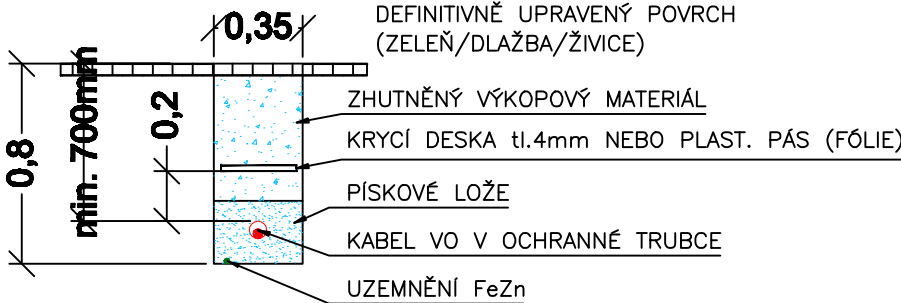 0,35
DEFINITIVNĚ UPRAVENÝ POVRCH
(ZELEŇ/DLAŽBA/ŽIVICE)
0,8
min. 700mm
0,2
ZHUTNĚNÝ VÝKOPOVÝ MATERIÁL
KRYCÍ DESKA tl.4mm NEBO PLAST. PÁS (FÓLIE)
PÍSKOVÉ LOŽE
KABEL VO V OCHRANNÉ TRUBCE
UZEMNĚNÍ FeZn